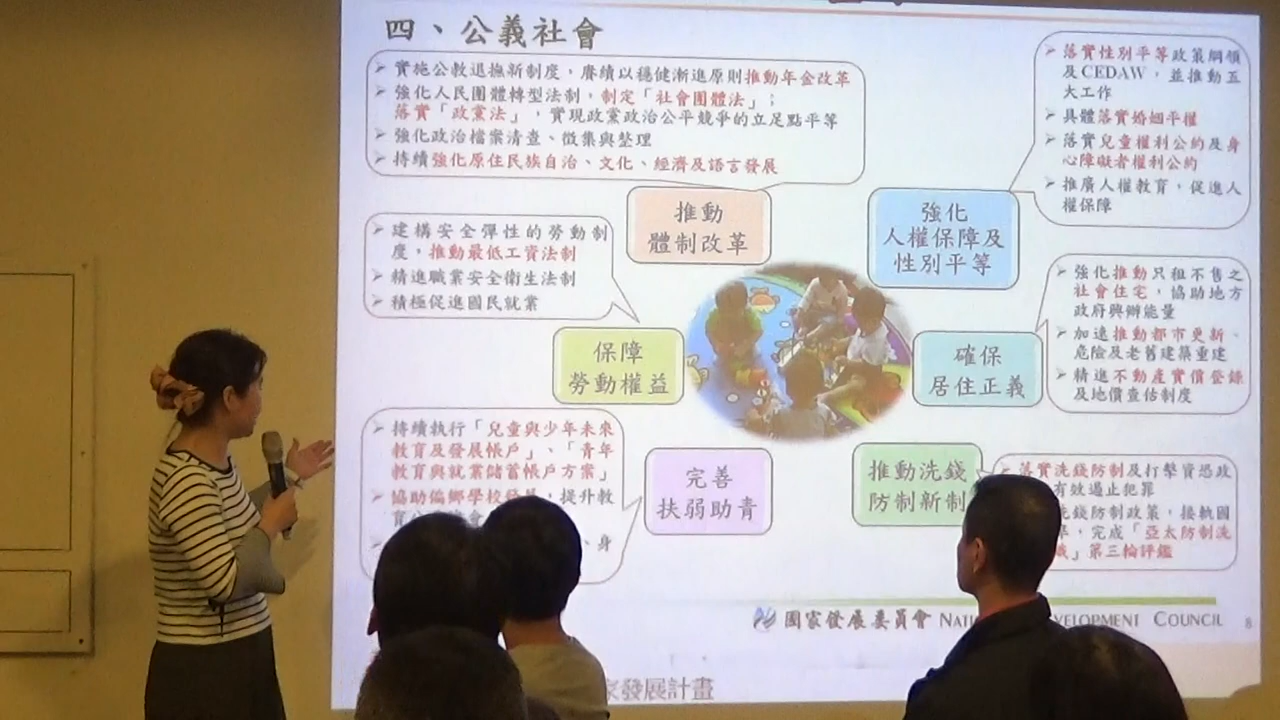 四、公義社會
➢ 實施公教退撫新制度，賡續以穩健漸進原則推動年金改革
➢ 強化人民團體轉型法制，制定「社會團體法」；
落實「政黨法」，實現政黨政治公平競爭的立足點平等
➢ 強化政治檔案清查、徵集與整理
➢ 持續強化原住民族自治、文化、經濟及語言發展
推動
體制改革
➢ 落實性別平等政策綱領
及CEDAW，並推動五
大工作
➢ 具體落實婚姻平權
➢ 落實兒童權利公約及身
心障礙者權利公約
➢ 推廣人權教育，促進人
權保障
強化
人權保障及
性別平等
➢ 建構安全彈性的勞動制
度，推動最低工資法制
➢ 精進職業安全衛生法制
➢ 積極促進國民就業
保障
勞動權益
➢ 強化推動只租不售之
社會住宅，協助地方
政府興辦能量
➢ 加速推動都市更新、
危險及老舊建築重建
➢ 精進不動產實價登錄
及地價查估制度
確保
居住正義
➢ 持續執行「兒童與少年未來
教育及發展帳戶」、「青年
教育與就業儲蓄帳戶方案」
➢ 協助偏鄉學校發展，提升教
、身
完善
扶弱助青
推動洗錢
防制新制
落實洗錢防制及打擊資恐政
有效遏止犯罪
洗錢防制政策，接軌國
，完成「亞太防制洗
」第三輪評鑑
國家發展委員會 NATI VELOPMENT COUNCIL
8
家發展計畫